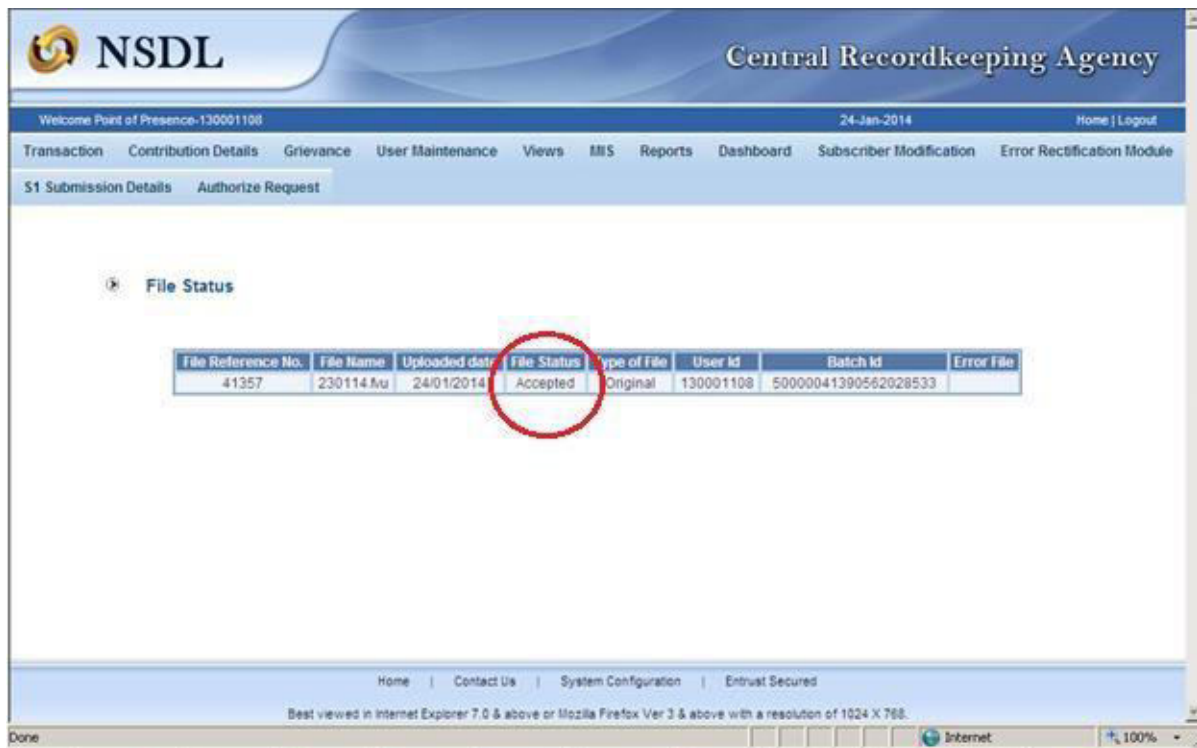 NSDL
Central Recordkeeping Agency
Welcome Point of Presence-130001108 24-Jan-2014 Home | Logout
Transaction Contribution Details Grievance User Maintenance Views MIS Reports Dashboard Subscriber Modification Error Rectification Module
S1 Submission Details Authorize Request
File Status
File Reference No. File Name Uploaded date File Status Type of File User Id Batch Id Error File
41357 230114.fvu 24/01/2014 Accepted Original 130001108 50000041390562028533
Home | Contact Us | System Configuration | Entrust Secured
Best viewed in Internet Explorer 7.0 & above or Mozilla Firefox Ver 3 & above with a resolution of 1024 X 768.
Done Internet 100%